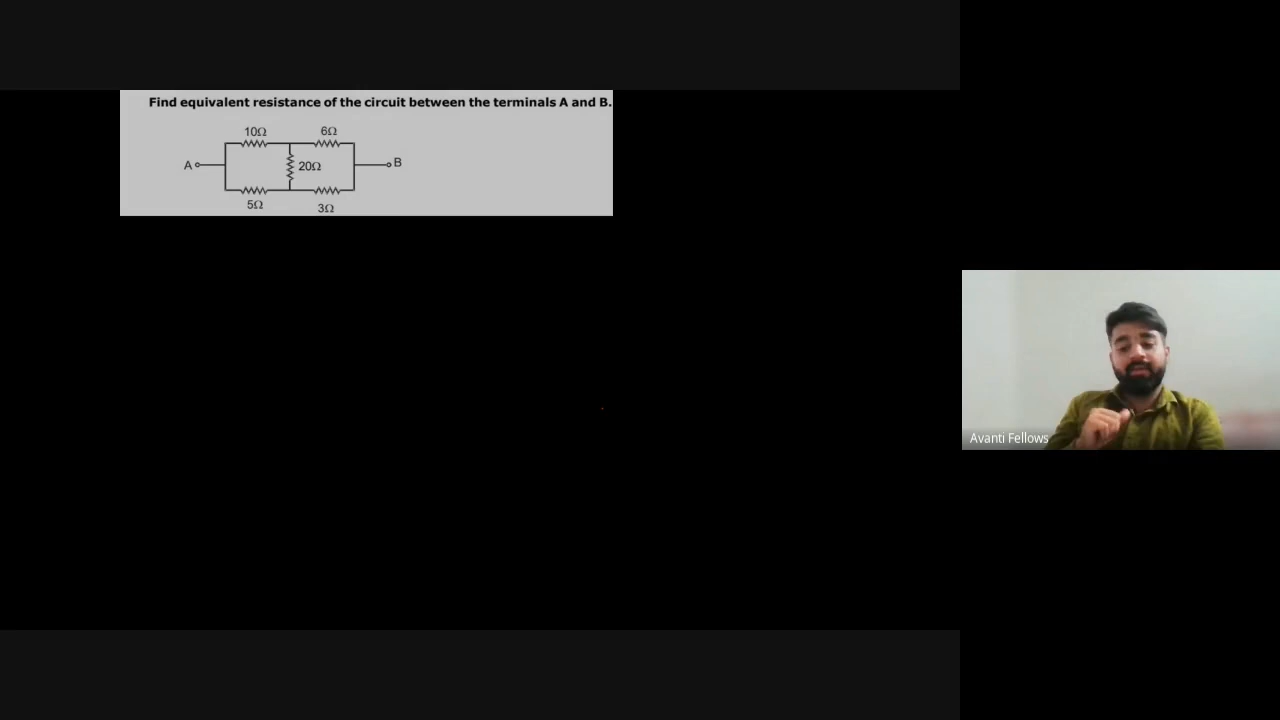 Find equivalent resistance of the circuit between the terminals A and B.
10Ω 6Ω
A 20Ω B
5Ω 3Ω
Avanti Fellows